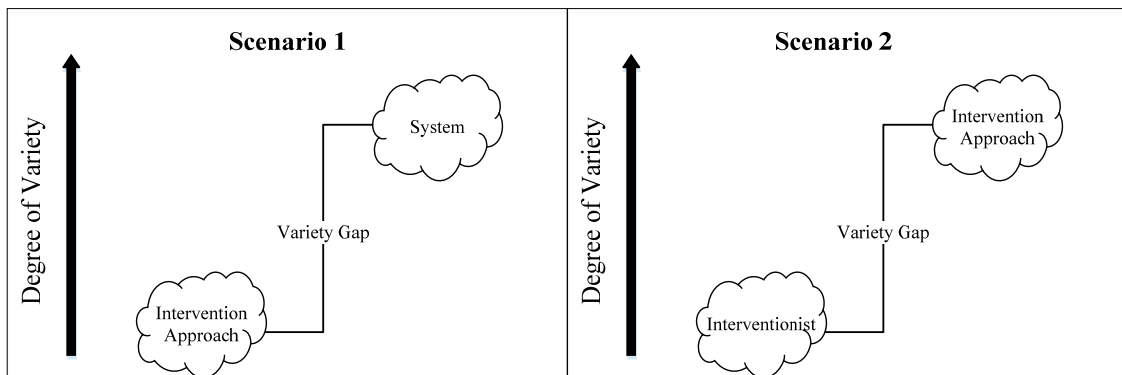 Scenario 1
Degree of Variety
System
Variety Gap
Intervention
Approach
Scenario 2
Degree of Variety
Intervention
Approach
Variety Gap
Interventionist